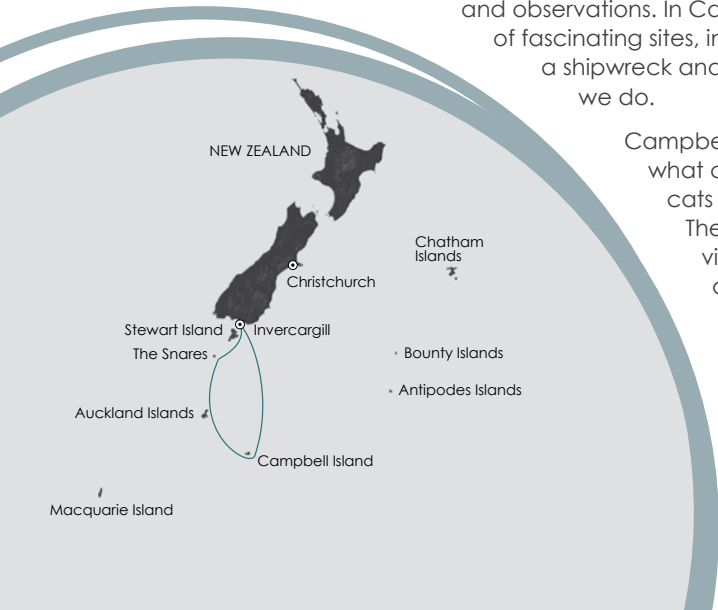 and observations. In Ca
of fascinating sites, i
a shipwreck and
we do.
Campbe
what
cats
The
vi
NEW ZEALAND
Chatham
Islands
Christchurch
Stewart Island
Invercargill
The Snares
Bounty Islands
Antipodes Islands
Auckland Islands
Campbell Island
Macquarie Island